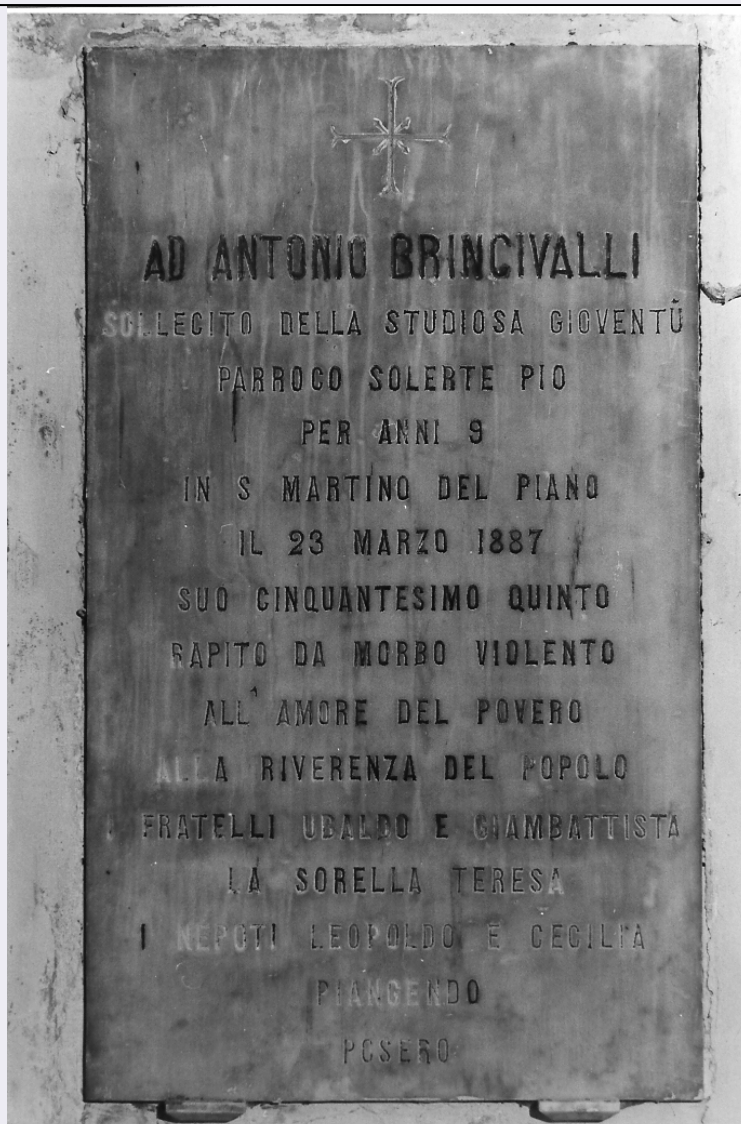 AD ANTONIO BRINCIVALLI
SOLLECITO DELLA STUDIOSA GIOVENTÙ
PARROCO SOLERTE PIO
PER ANNI 9
IN S MARTINO DEL PIANO
IL 23 MARZO 1887
SUO CINQUANTESIMO QUINTO
RAPITO DA MORBO VIOLENTO
ALL' AMORE DEL POVERO
ALLA RIVERENZA DEL POPOLO
I FRATELLI UBALDO E GIAMBATTISTA
LA SORELLA TERESA
I NEPOTI LEOPOLDO E CECILIA
PIANGENDO
POSERO